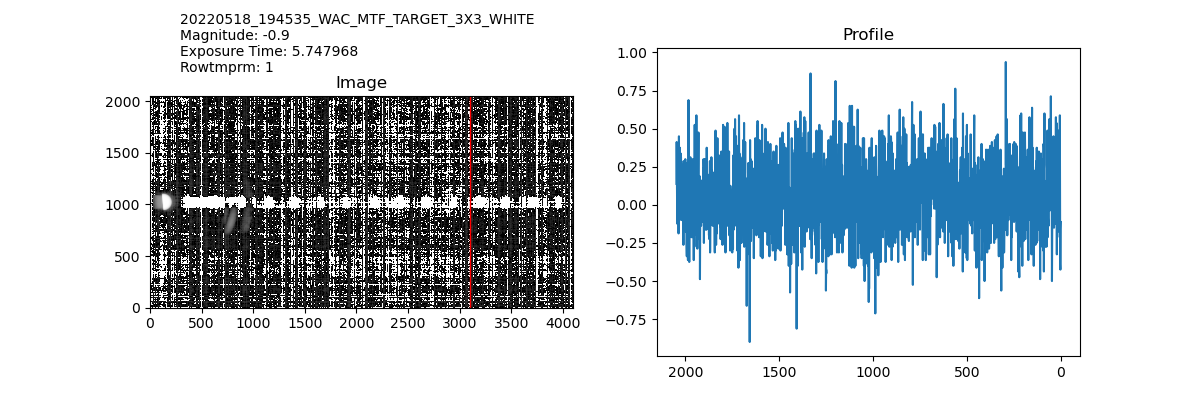 20220518_194535_WAC_MTF_TARGET_3X3_WHITE
Magnitude: -0.9
Exposure Time: 5.747968
Rowtmprm: 1
Image
2000
1500
1000
500
0
0 500 1000 1500 2000 2500 3000 3500 4000
Profile
1.00
0.75
0.50
0.25
0.00
−0.25
−0.50
−0.75
2000 1500 1000 500 0